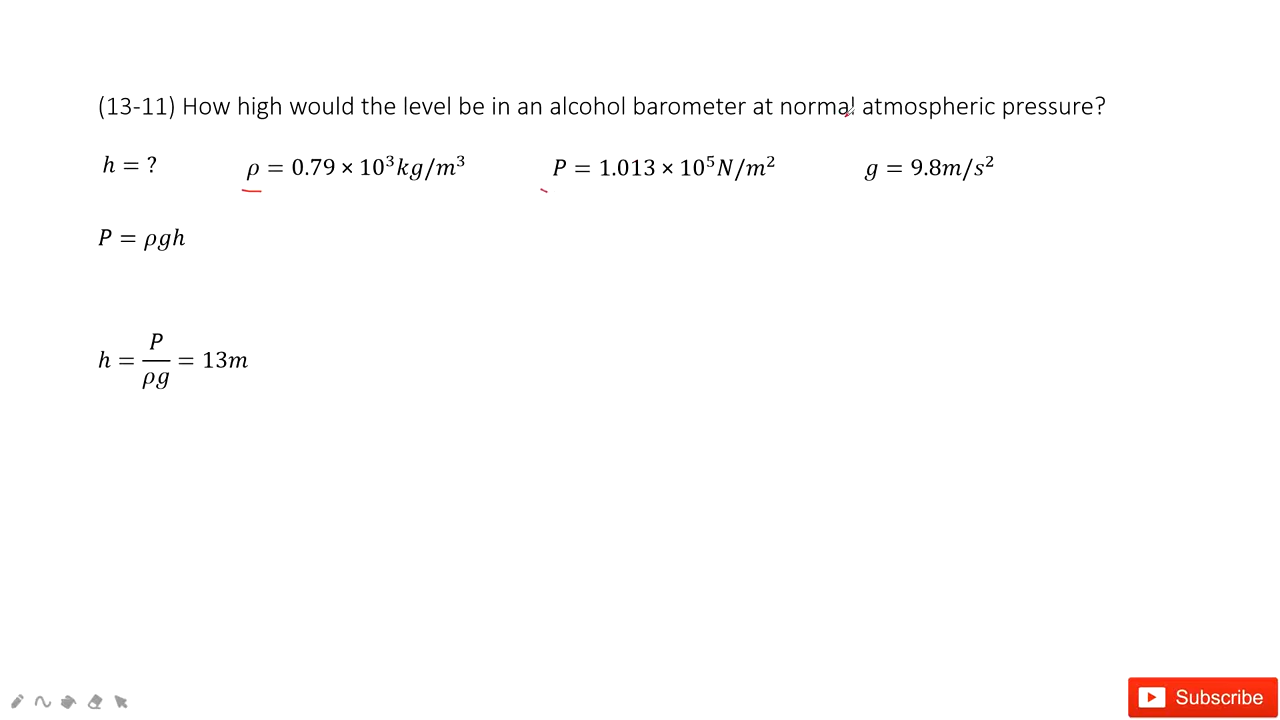 (13-11) How high would the level be in an alcohol barometer at normal atmospheric pressure?
ℎ = ? 𝜌 = 0.79 × 10³𝑘𝑔/𝑚³ 𝑃 = 1.013 × 10⁵𝑁/𝑚² 𝑔 = 9.8𝑚/𝑠²
𝑃 = 𝜌𝑔ℎ
ℎ = 𝑃/𝜌𝑔 = 13𝑚
Subscribe